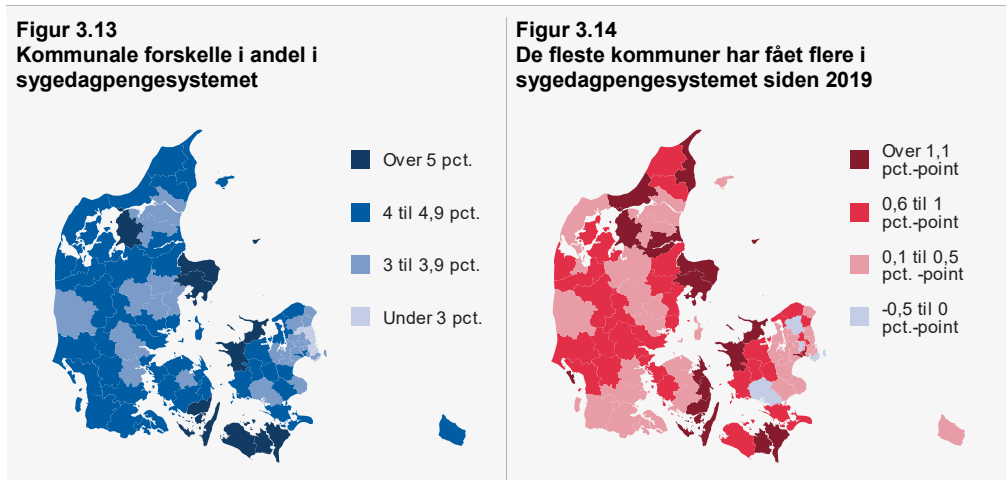 Figur 3.13
Kommunale forskelle i andel i
sygedagpengesystemet
Over 5 pct.
4 til 4,9 pct.
3 til 3,9 pct.
Under 3 pct.
Figur 3.14
De fleste kommuner har fået flere i
sygedagpengesystemet siden 2019
Over 1,1
pct.-point
0,6 til 1
pct.-point
0,1 til 0,5
pct. -point
-0,5 til 0
pct.-point